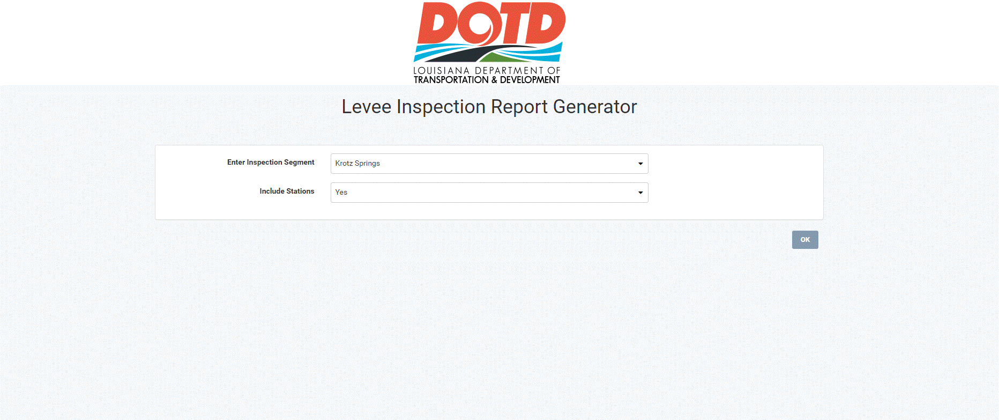 DOTD
LOUISIANA DEPARTMENT OF
TRANSPORTATION & DEVELOPMENT
Levee Inspection Report Generator
Enter Inspection Segment Krotz Springs
Include Stations Yes
OK